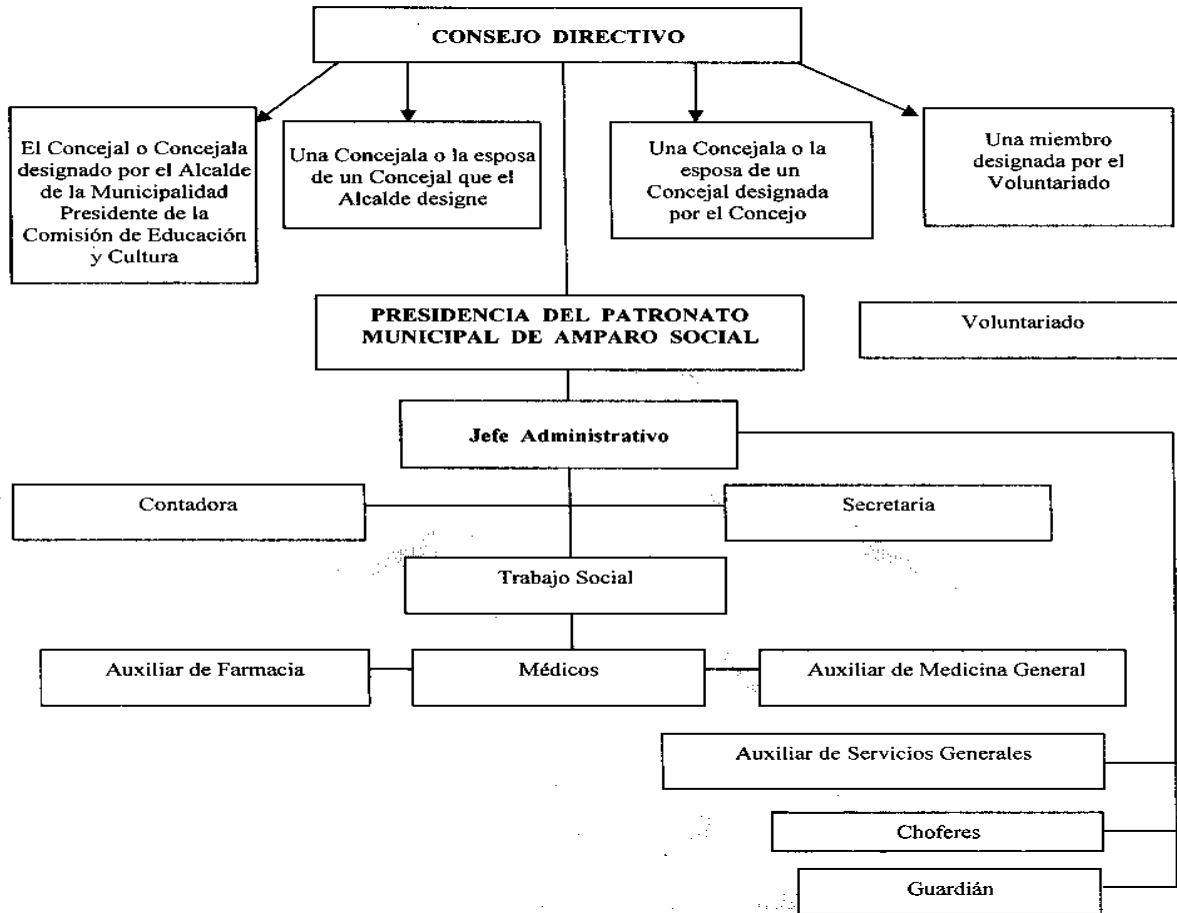 CONSEJO DIRECTIVO
El Concejal o Concejala
designado por el Alcalde
de la Municipalidad
Presidente de la
Comisión de Educación
y Cultura
Una Concejala o la esposa
de un Concejal que el
Alcalde designe
Una Concejala o la
esposa de un
Concejal designada
por el Concejo
Una miembro
designada por el
Voluntariado
PRESIDENCIA DEL PATRONATO
MUNICIPAL DE AMPARO SOCIAL
Voluntariado
Jefe Administrativo
Contadora
Secretaria
Trabajo Social
Auxiliar de Farmacia
Médicos
Auxiliar de Medicina General
Auxiliar de Servicios Generales
Choferes
Guardián